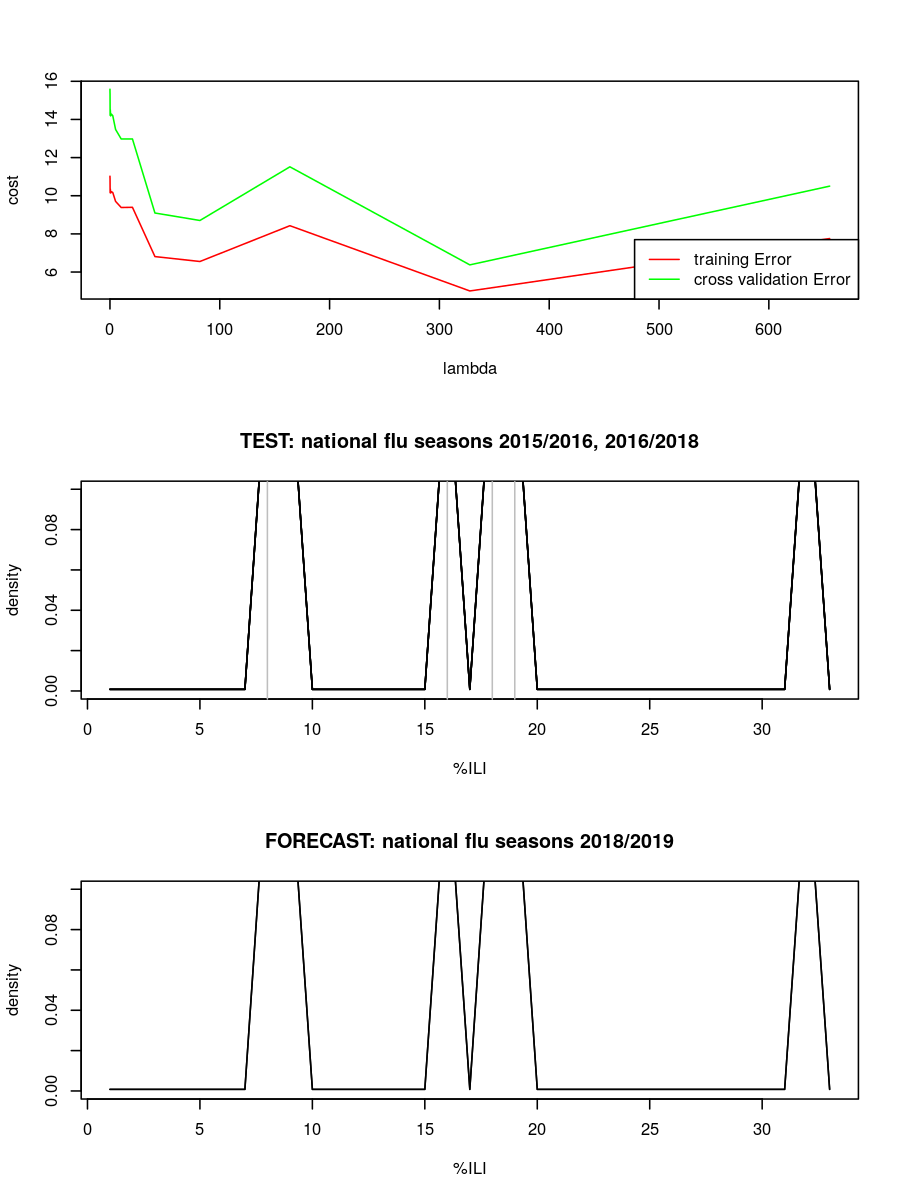 16
14
12
10
8
6
cost
training Error
cross validation Error
0 100 200 300 400 500 600
lambda
TEST: national flu seasons 2015/2016, 2016/2018
0.08
0.04
0.00
density
0 5 10 15 20 25 30
%ILI
FORECAST: national flu seasons 2018/2019
0.08
0.04
0.00
density
0 5 10 15 20 25 30
%ILI